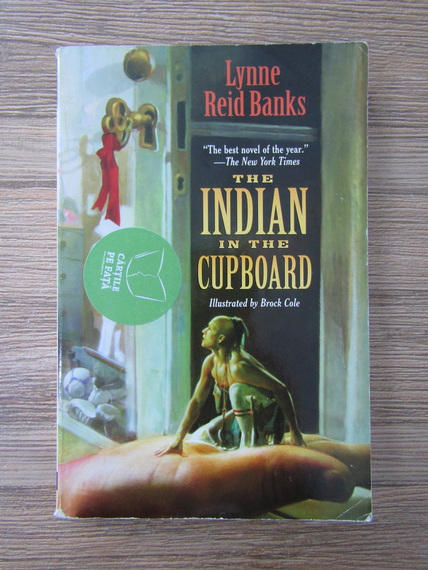 Lynne
Reid Banks
“The best novel of the year.”
—The New York Times
THE
INDIAN
IN THE
CUPBOARD
Illustrated by Brock Cole
CĂRȚILE
PE FAȚĂ